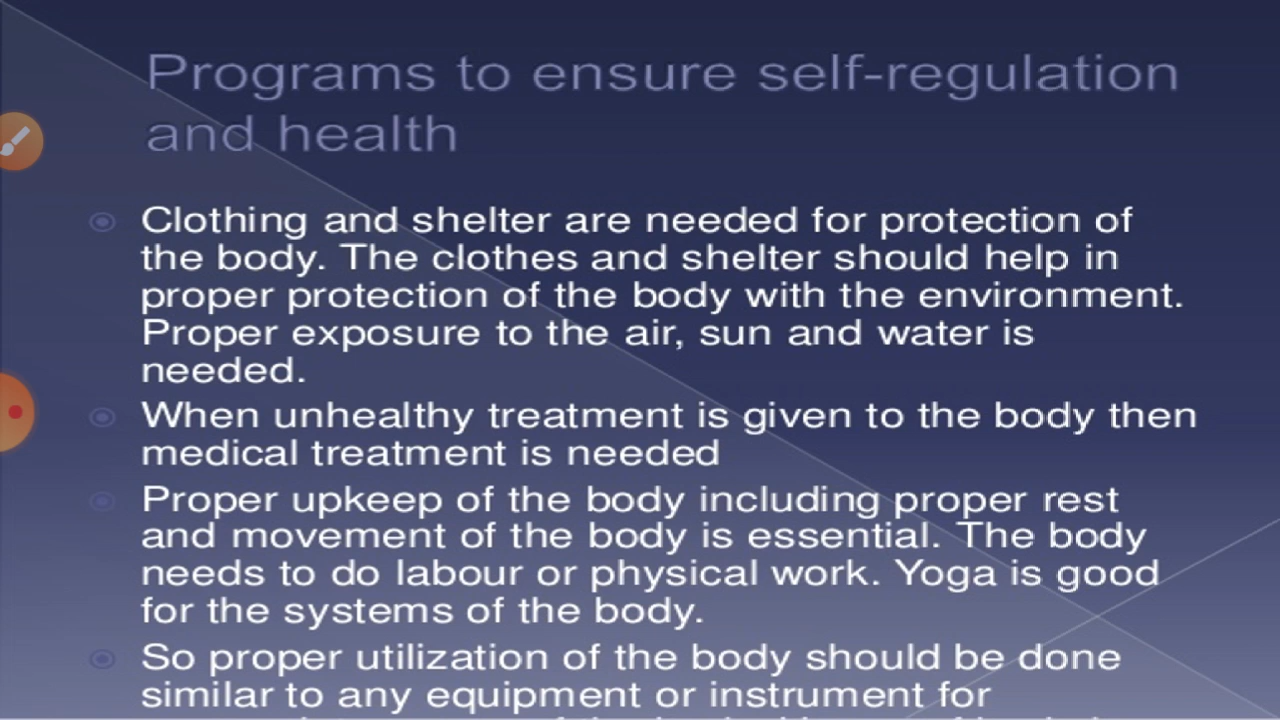 Programs to ensure self-regulation
and health
Clothing and shelter are needed for protection of
the body. The clothes and shelter should help in
proper protection of the body with the environment.
Proper exposure to the air, sun and water is
needed.
When unhealthy treatment is given to the body then
medical treatment is needed
Proper upkeep of the body including proper rest
and movement of the body is essential. The body
needs to do labour or physical work. Yoga is good
for the systems of the body.
So proper utilization of the body should be done
similar to any equipment or instrument for